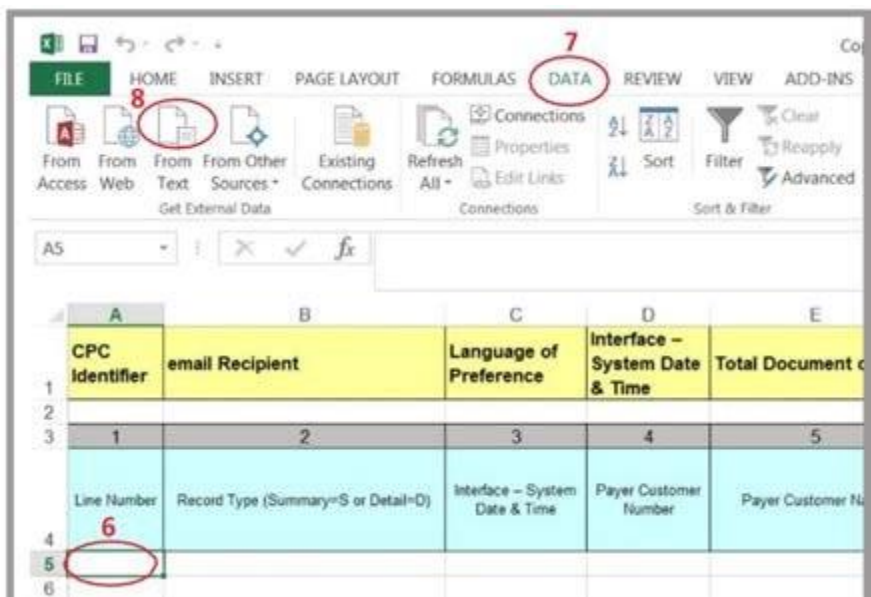 7
Cop
FILE HOME INSERT PAGE LAYOUT FORMULAS DATA REVIEW VIEW ADD-INS
8
Connections Clear
Properties Reapply
From From From From Other Existing Refresh Edit Links Sort Filter Advanced
Access Web Text Sources Connections All
Get External Data Connections Sort & Filter
A5 fx
A B C D E
1 CPC Identifier
email Recipient
Language of Preference
Interface – System Date & Time
Total Document
2
3 1 2 3 4 5
4 Line Number
Record Type (Summary=S or Detail=D)
Interface – System Date & Time
Payer Customer Number
Payer Customer
6
5
6